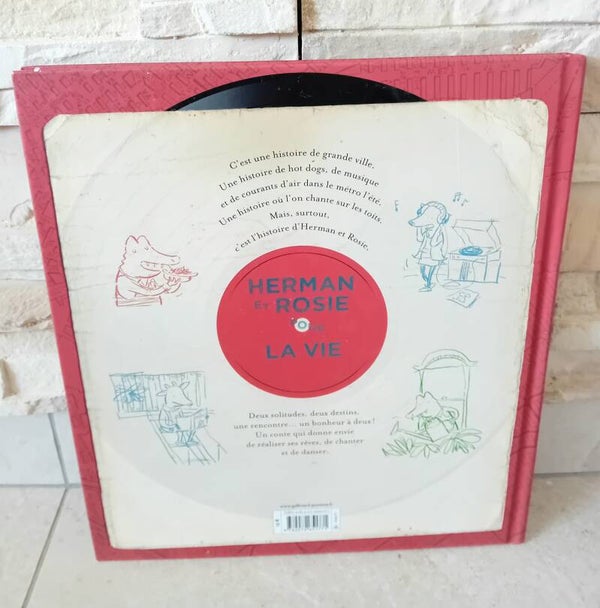 C'est une histoire de grande ville.
Une histoire de hot dogs, de musique
et de courants d'air dans le métro l'été.
Une histoire où l'on chante sur les toits.
Mais, surtout,
c'est l'histoire d'Herman et Rosie.
HERMAN
ET ROSIE
LA VIE
Deux solitudes, deux destins,
une rencontre... un bonheur à deux !
Un conte qui donne envie
de réaliser ses rêves, de chanter
et de danser.